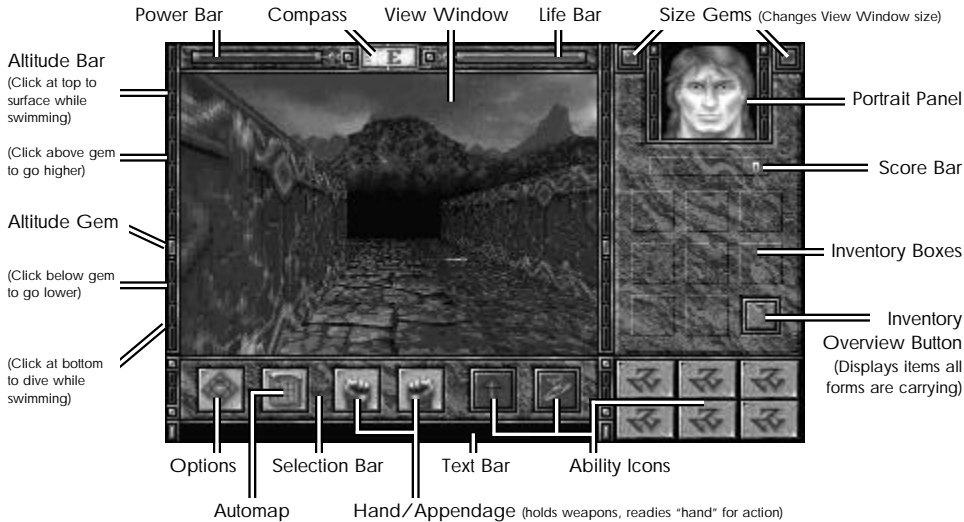 Power Bar
Compass
View Window
Life Bar
Size Gems (Changes View Window size)
E
Altitude Bar
(Click at top to
surface while
swimming)
(Click above gem
to go higher)
Altitude Gem
(Click below gem
to go lower)
(Click at bottom
to dive while
swimming)
Portrait Panel
Score Bar
Inventory Boxes
Inventory
Overview Button
(Displays items all
forms are carrying)
Options
Selection Bar
Text Bar
Ability Icons
Automap
Hand/Appendage (holds weapons, readies "hand" for action)